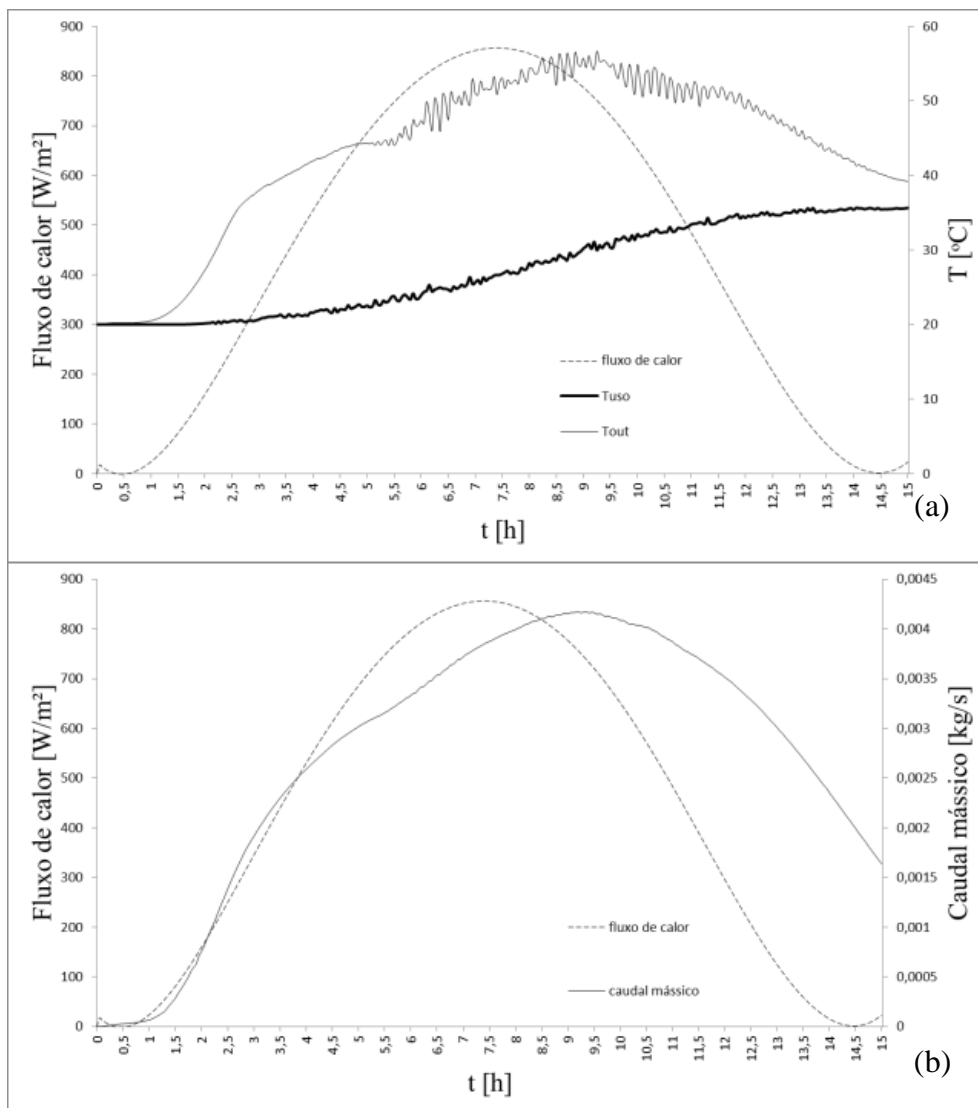 900
800
700
600
500
400
300
200
100
0
Fluxo de calor [W/m²]
60
50
40
30
20
10
0
T [ºC]
fluxo de calor
Tuso
Tout
0 0,5 1 1,5 2 2,5 3 3,5 4 4,5 5 5,5 6 6,5 7 7,5 8 8,5 9 9,5 10 10,5 11 11,5 12 12,5 13 13,5 14 14,5 15
t [h]
(a)
900
800
700
600
500
400
300
200
100
0
Fluxo de calor [W/m²]
0,0045
0,004
0,0035
0,003
0,0025
0,002
0,0015
0,001
0,0005
0
Caudal mássico [kg/s]
fluxo de calor
caudal mássico
0 0,5 1 1,5 2 2,5 3 3,5 4 4,5 5 5,5 6 6,5 7 7,5 8 8,5 9 9,5 10 10,5 11 11,5 12 12,5 13 13,5 14 14,5 15
t [h]
(b)